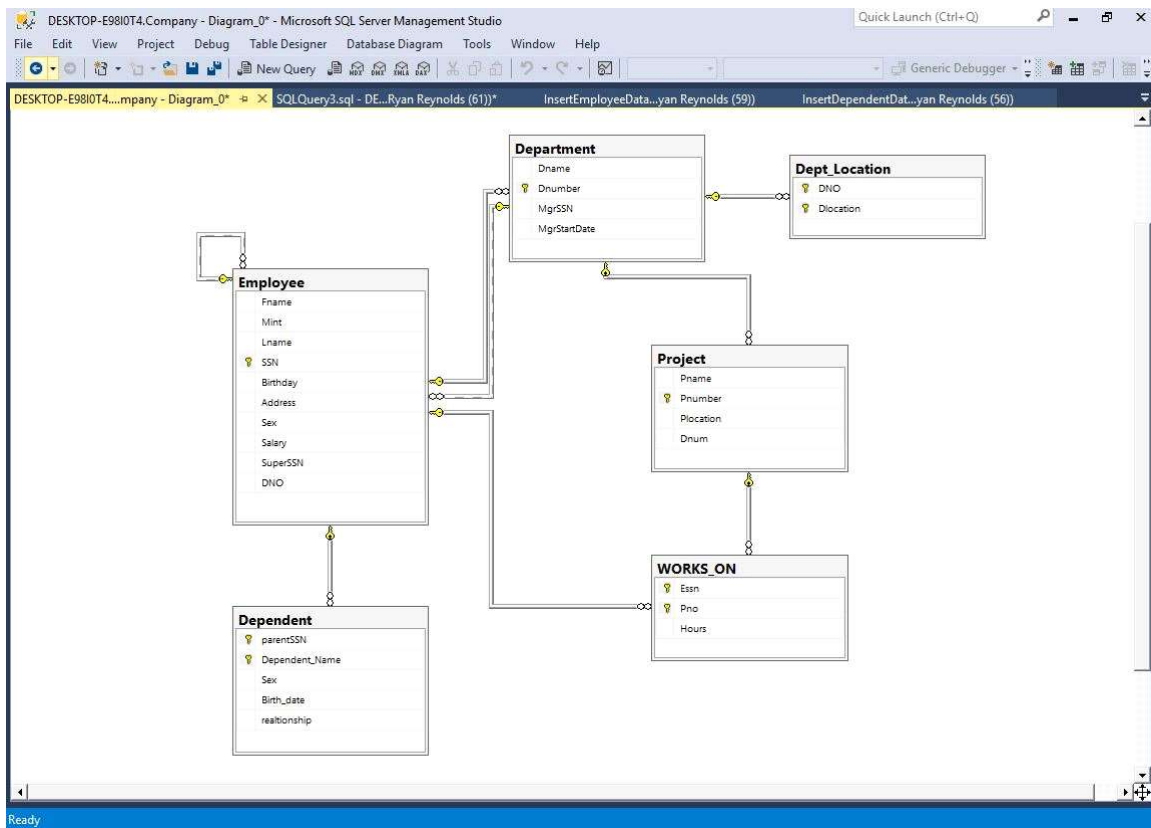 DESKTOP-E98I0T4.Company - Diagram_0* - Microsoft SQL Server Management Studio
Quick Launch (Ctrl+Q)
File Edit View Project Debug Table Designer Database Diagram Tools Window Help
New Query MDX DMX XMLA DAX Generic Debugger
DESKTOP-E98I0T4....mpany - Diagram_0* SQLQuery3.sql - DE...Ryan Reynolds (61))* InsertEmployeeData...yan Reynolds (59)) InsertDependentDat...yan Reynolds (56))
Department
Dname
Dnumber
MgrSSN
MgrStartDate
Dept_Location
DNO
Dlocation
Employee
Fname
Mint
Lname
SSN
Birthday
Address
Sex
Salary
SuperSSN
DNO
Project
Pname
Pnumber
Plocation
Dnum
WORKS_ON
Essn
Pno
Hours
Dependent
parentSSN
Dependent_Name
Sex
Birth_date
realtionship
Ready